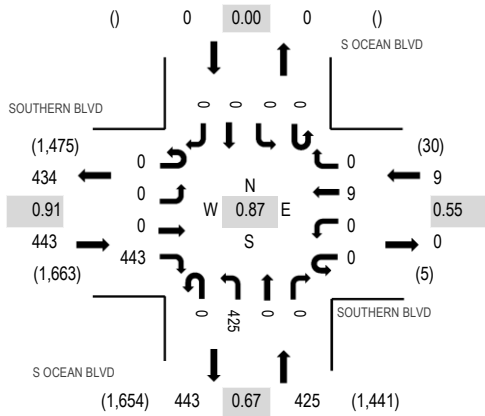 () 0 0.00 0 ()
S OCEAN BLVD
SOUTHERN BLVD
0 0 0 0
(1,475) 0 0 (30)
434 9
0 N 9
0.91 W 0.87 E 0.55
0 S 0
443 0
443 0
(1,663) (5)
0 425 0 0
SOUTHERN BLVD
S OCEAN BLVD
(1,654) 443 0.67 425 (1,441)